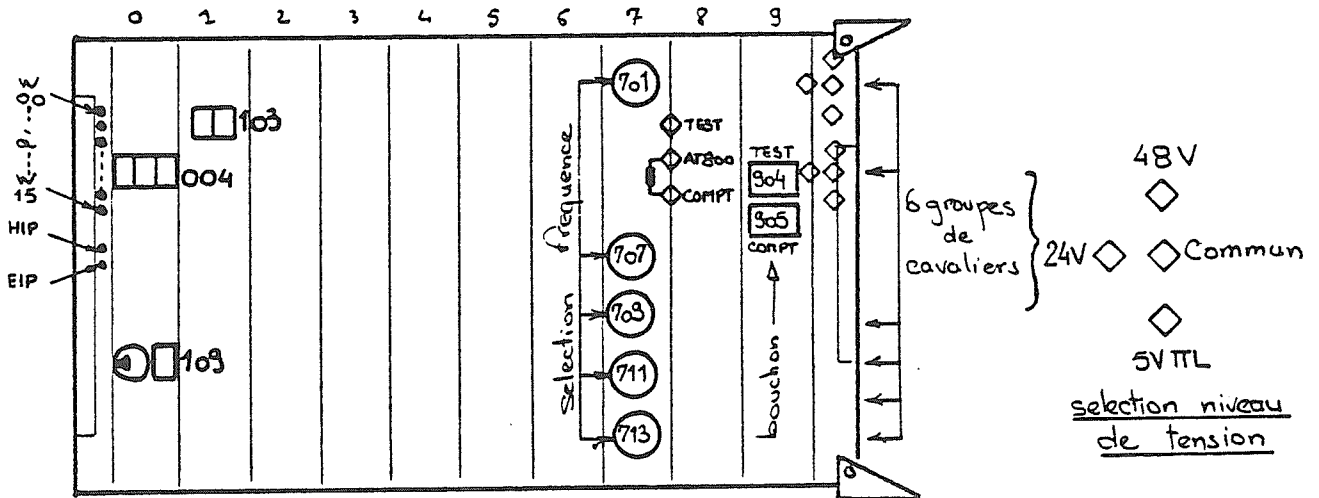 0 1 2 3 4 5 6 7 8 9
15
HIP
EIP
103
004
109
selection frequence
701
707
709
711
713
TEST
AT800
COMPT
TEST
904
905
COMPT
bouchon
6 groupes
de
cavaliers
48V
24V
Commun
5V TTL
selection niveau
de tension